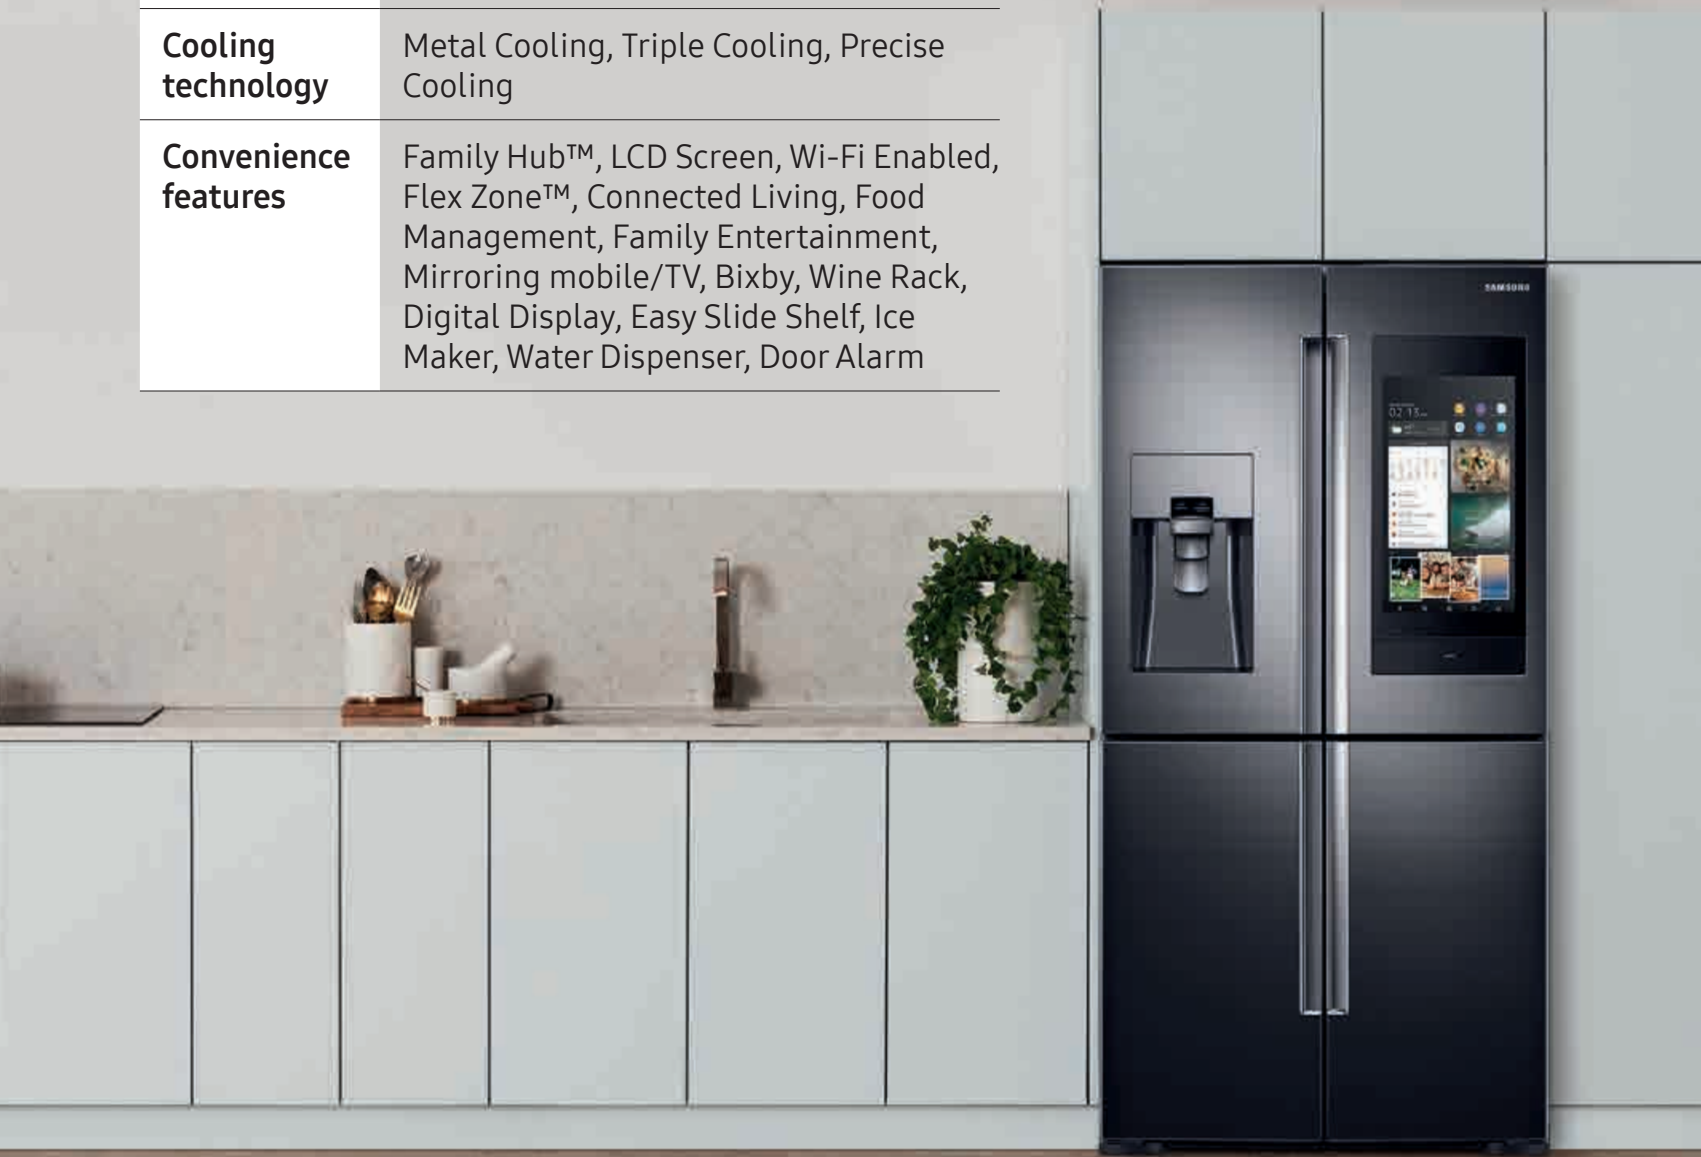 Cooling
technology
Metal Cooling, Triple Cooling, Precise
Cooling
Convenience
features
Family Hub™, LCD Screen, Wi-Fi Enabled,
Flex Zone™, Connected Living, Food
Management, Family Entertainment,
Mirroring mobile/TV, Bixby, Wine Rack,
Digital Display, Easy Slide Shelf, Ice
Maker, Water Dispenser, Door Alarm
SAMSUNG
02:13